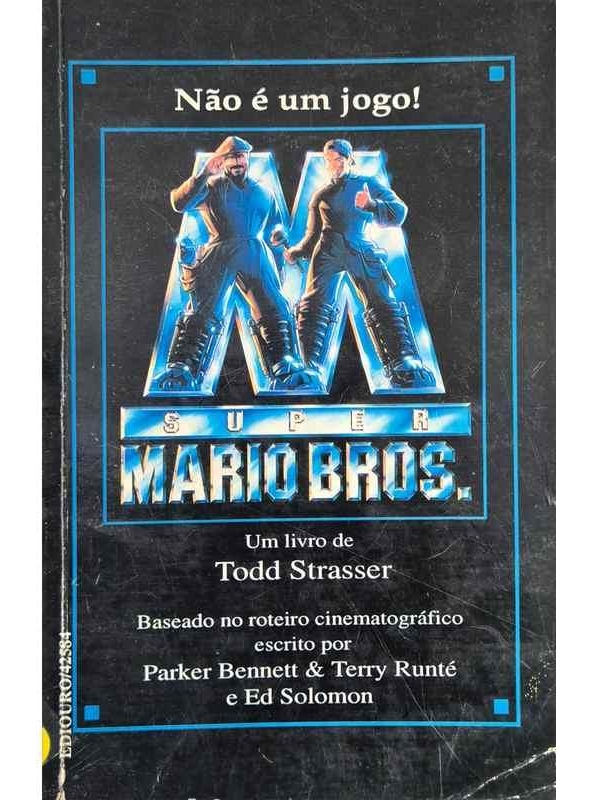 Não é um jogo!
SUPER
MARIO BROS.
Um livro de
Todd Strasser
Baseado no roteiro cinematográfico
escrito por
Parker Bennett & Terry Runté
e Ed Solomon
EDIOURO/42584